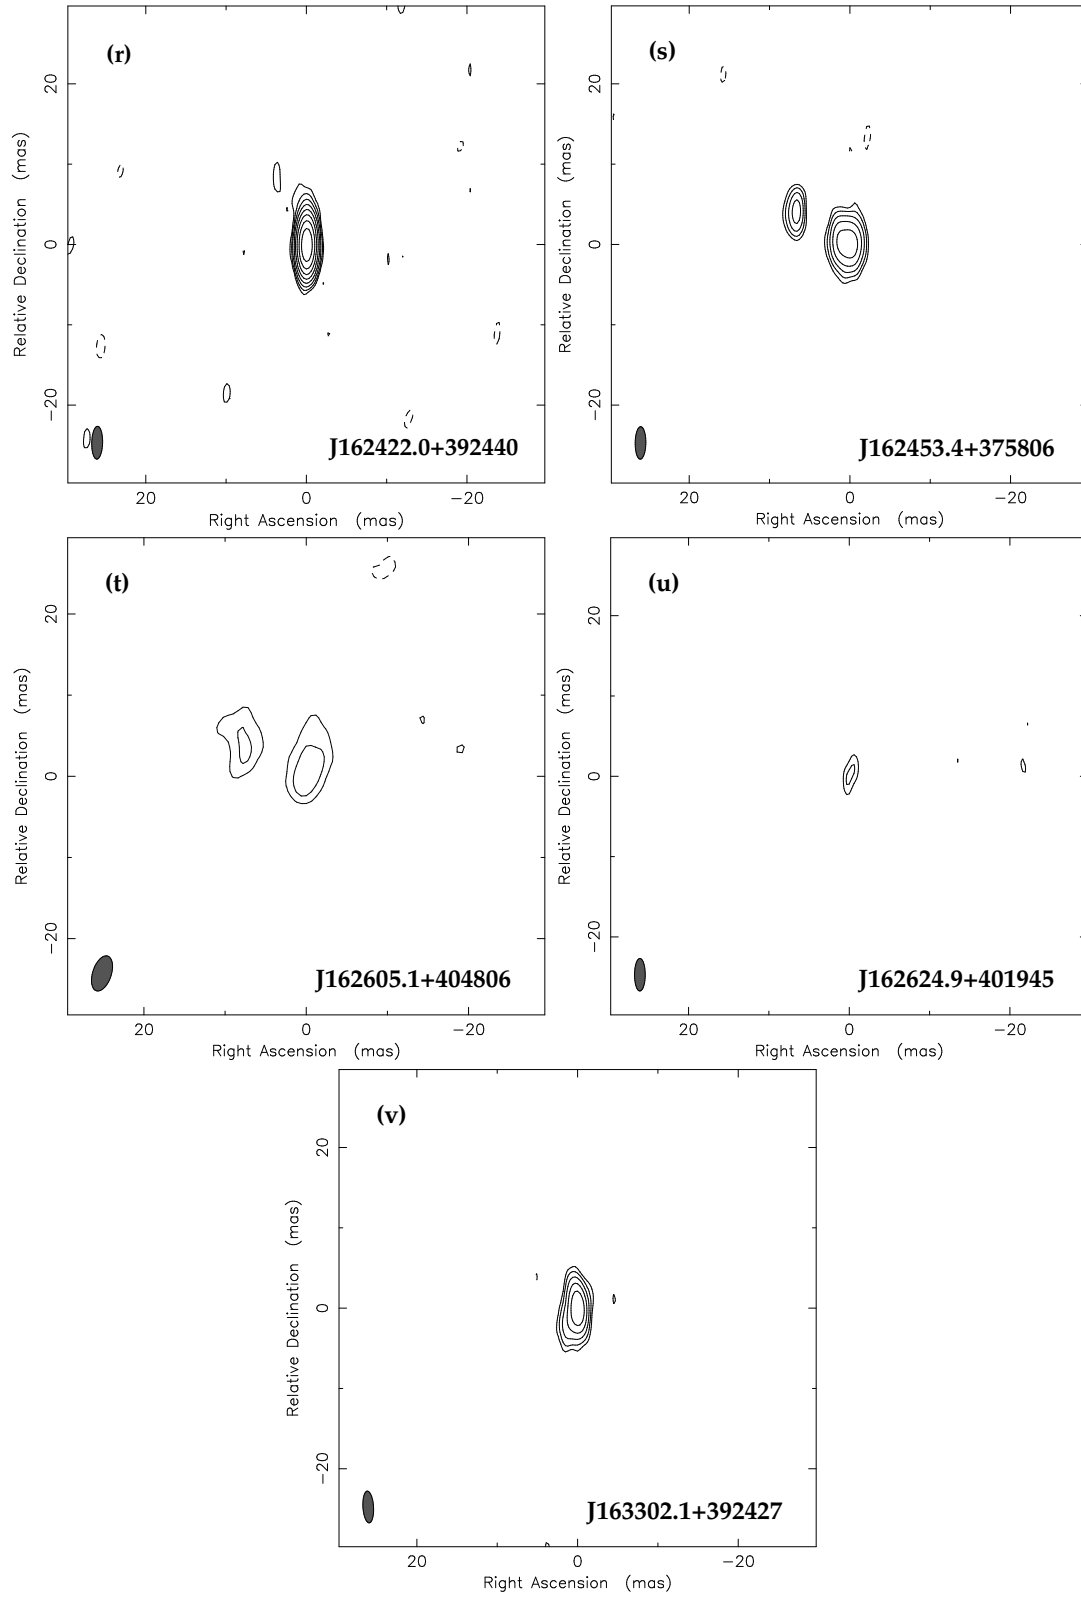 (r)
20
0
−20
Relative Declination (mas)
J162422.0+392440
20
0
−20
Right Ascension (mas)
(s)
20
0
−20
Relative Declination (mas)
J162453.4+375806
20
0
−20
Right Ascension (mas)
(t)
20
0
−20
Relative Declination (mas)
J162605.1+404806
20
0
−20
Right Ascension (mas)
(u)
20
0
−20
Relative Declination (mas)
J162624.9+401945
20
0
−20
Right Ascension (mas)
(v)
20
0
−20
Relative Declination (mas)
J163302.1+392427
20
0
−20
Right Ascension (mas)